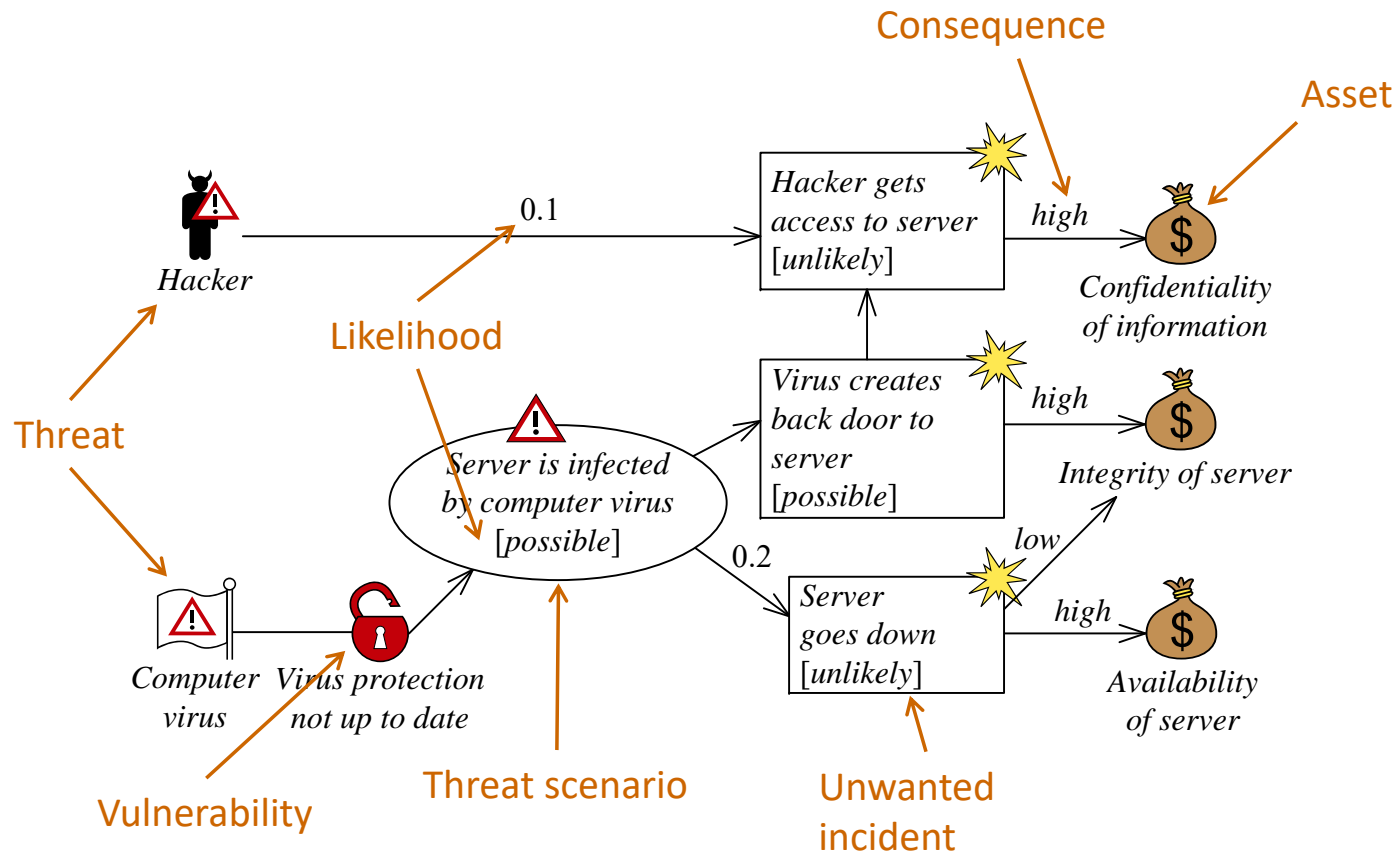 Consequence
Asset
Hacker gets
access to server
[unlikely]
0.1
high
$
Hacker
Confidentiality
of information
Likelihood
Virus creates
back door to
server
[possible]
high
$
Threat
!
Server is infected
by computer virus
[possible]
Integrity of server
0.2
low
Server
goes down
[unlikely]
high
$
!
!
Computer
virus
Virus protection
not up to date
Availability
of server
Threat scenario
Unwanted
incident
Vulnerability